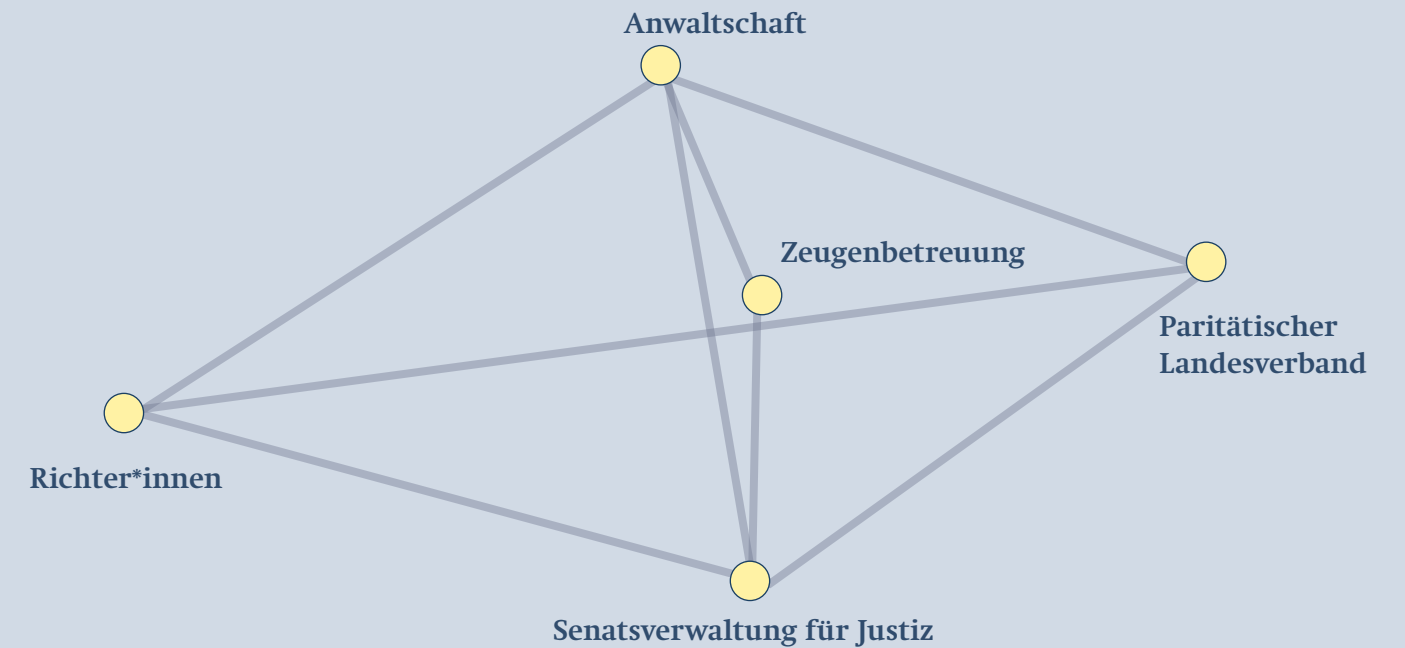 Anwaltschaft
Zeugenbetreuung
Paritätischer
Landesverband
Richter*innen
Senatsverwaltung für Justiz